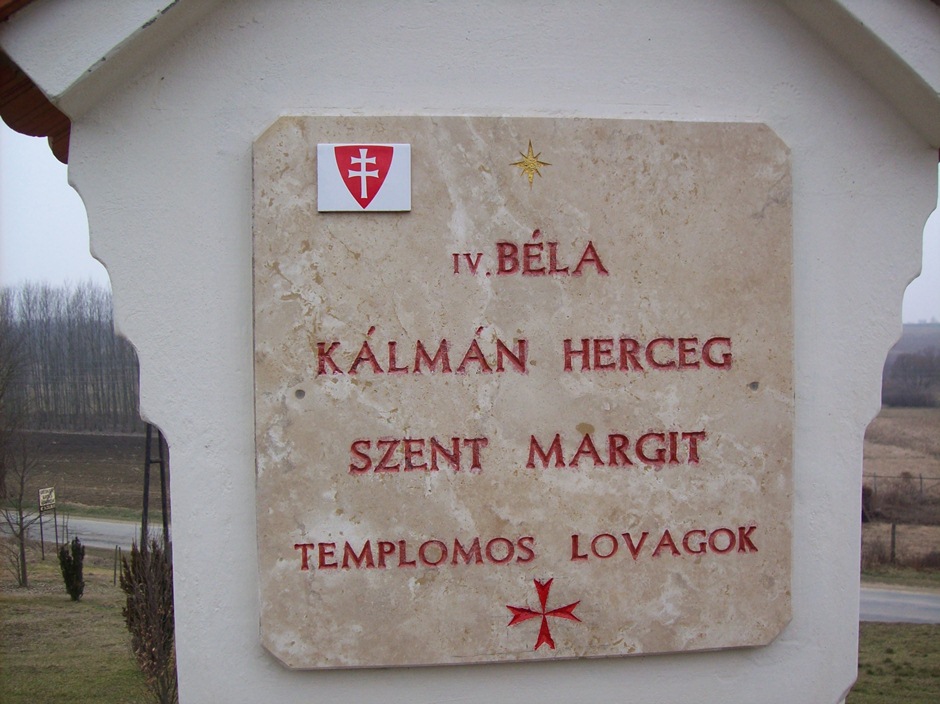 IV. BÉLA
KÁLMÁN HERCEG
SZENT MARGIT
TEMPLOMOS LOVAGOK